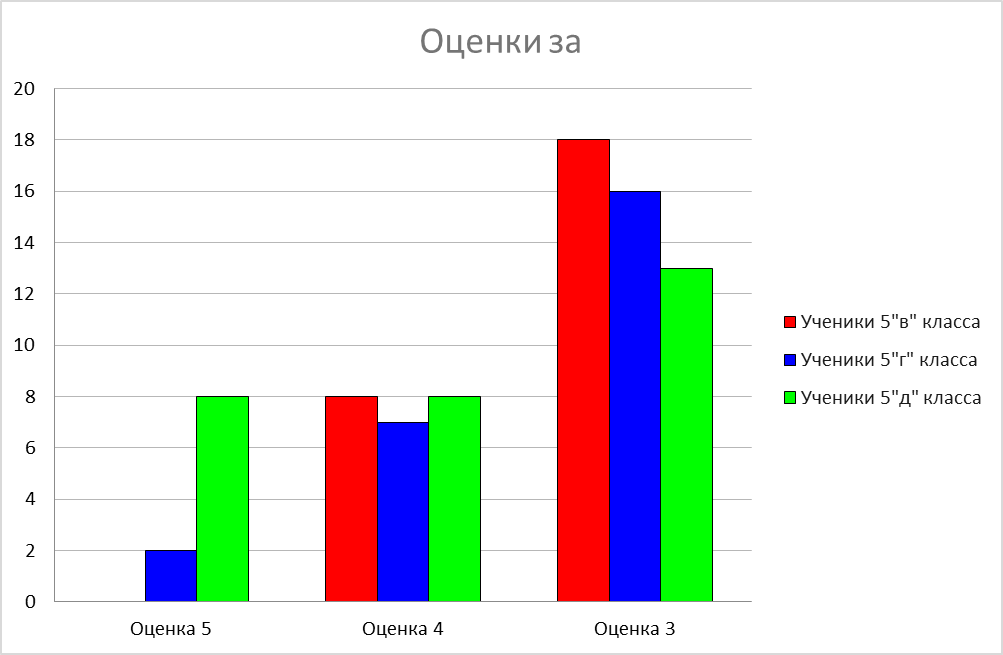 Оценки за
20
18
16
14
12
10
8
6
4
2
0
Оценка 5
Оценка 4
Оценка 3
Ученики 5"в" класса
Ученики 5"г" класса
Ученики 5"д" класса